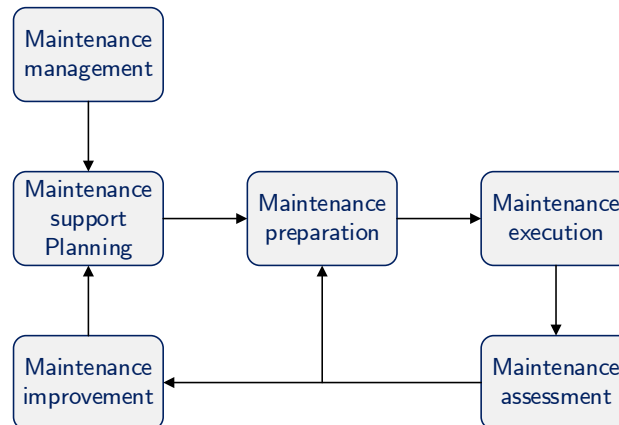 Maintenance
management
Maintenance
support
Planning
Maintenance
preparation
Maintenance
execution
Maintenance
improvement
Maintenance
assessment